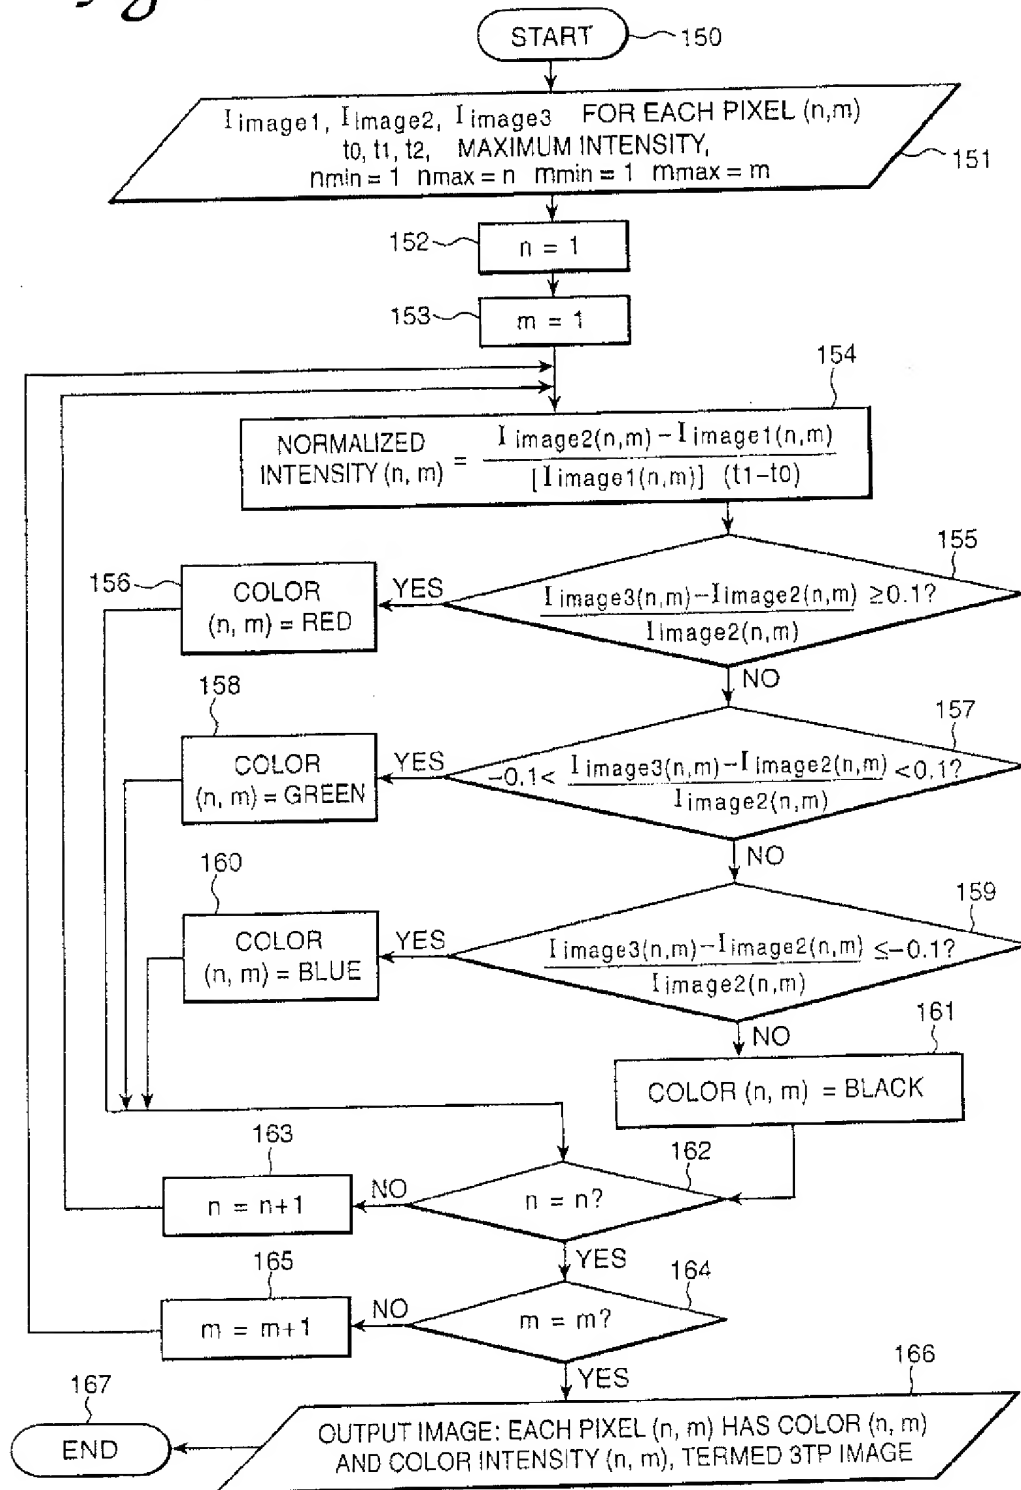 START
150
Iimage1, Iimage2, Iimage3 FOR EACH PIXEL (n,m)
t0, t1, t2, MAXIMUM INTENSITY,
nmin = 1 nmax = n mmin = 1 mmax = m
151
152
n = 1
153
m = 1
154
NORMALIZED
INTENSITY (n, m) =
Iimage2(n,m) – Iimage1(n,m)
[Iimage1(n,m)] (t1–t0)
155
Iimage3(n,m)–Iimage2(n,m) ≥0.1?
Iimage2(n,m)
YES
156
COLOR
(n, m) = RED
NO
157
-0.1< Iimage3(n,m)–Iimage2(n,m) <0.1?
Iimage2(n,m)
YES
158
COLOR
(n, m) = GREEN
NO
159
Iimage3(n,m)–Iimage2(n,m) ≤-0.1?
Iimage2(n,m)
YES
160
COLOR
(n, m) = BLUE
NO
161
COLOR (n, m) = BLACK
162
n = n?
NO
163
n = n+1
YES
164
m = m?
NO
165
m = m+1
YES
166
OUTPUT IMAGE: EACH PIXEL (n, m) HAS COLOR (n, m)
AND COLOR INTENSITY (n, m), TERMED 3TP IMAGE
167
END